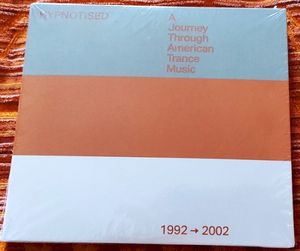 HYPNOTISED
A
Journey
Through
American
Trance
Music
1992 → 2002